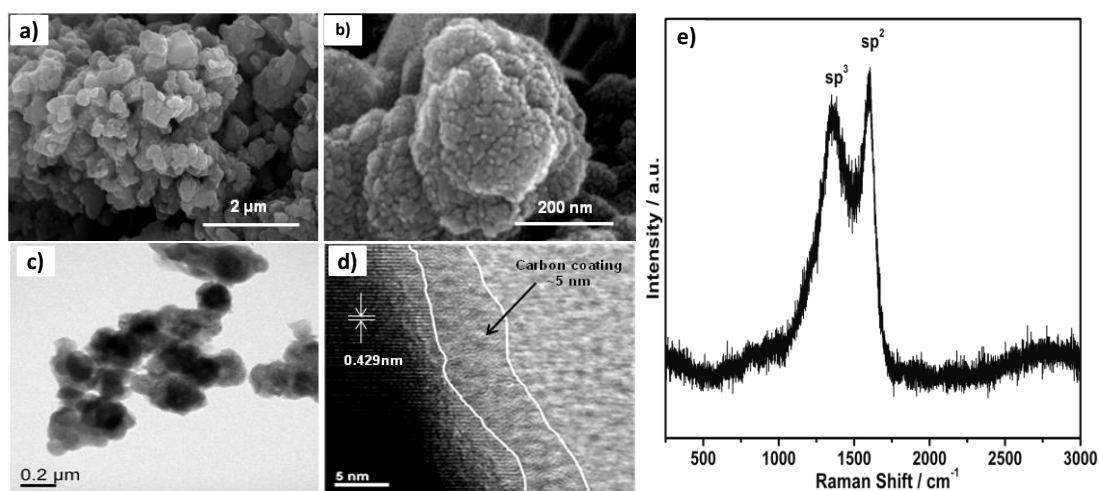 a)
2 µm
b)
200 nm
c)
0.2 µm
d)
Carbon coating
~5 nm
0.429nm
5 nm
e)
sp³
sp²
Intensity / a.u.
500 1000 1500 2000 2500 3000
Raman Shift / cm⁻¹